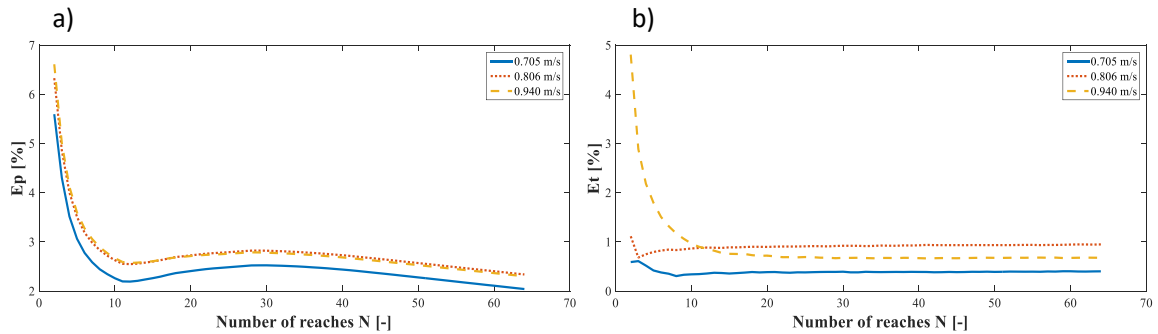 a)
7
6
5
4
3
2
Ep [%]
0 10 20 30 40 50 60 70
Number of reaches N [-]
0.705 m/s
0.806 m/s
0.940 m/s
b)
5
4
3
2
1
0
Et [%]
0 10 20 30 40 50 60 70
Number of reaches N [-]
0.705 m/s
0.806 m/s
0.940 m/s